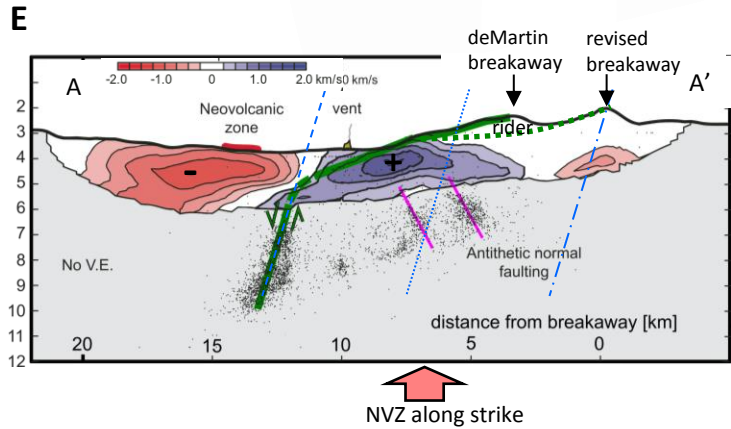 E
deMartin
breakaway
revised
breakaway
A
-2.0 -1.0 0 1.0 2.0 km/s0 km/s
A’
Neovolcanic
zone
vent
rider
-
+
No V.E.
Antithetic normal
faulting
distance from breakaway [km]
2
3
4
5
6
7
8
9
10
11
12
20 15 10 5 0
NVZ along strike